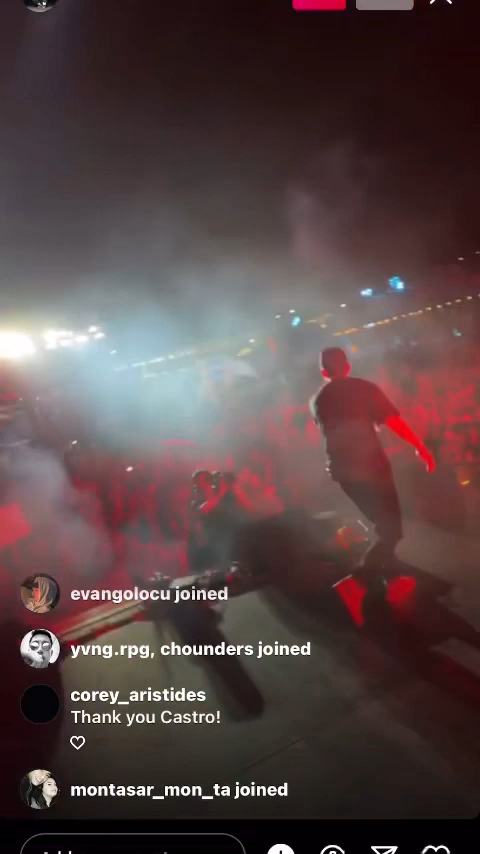 evangolocu joined
yvng.rpg, chounders joined
corey_aristides
Thank you Castro!
montasar_mon_ta joined